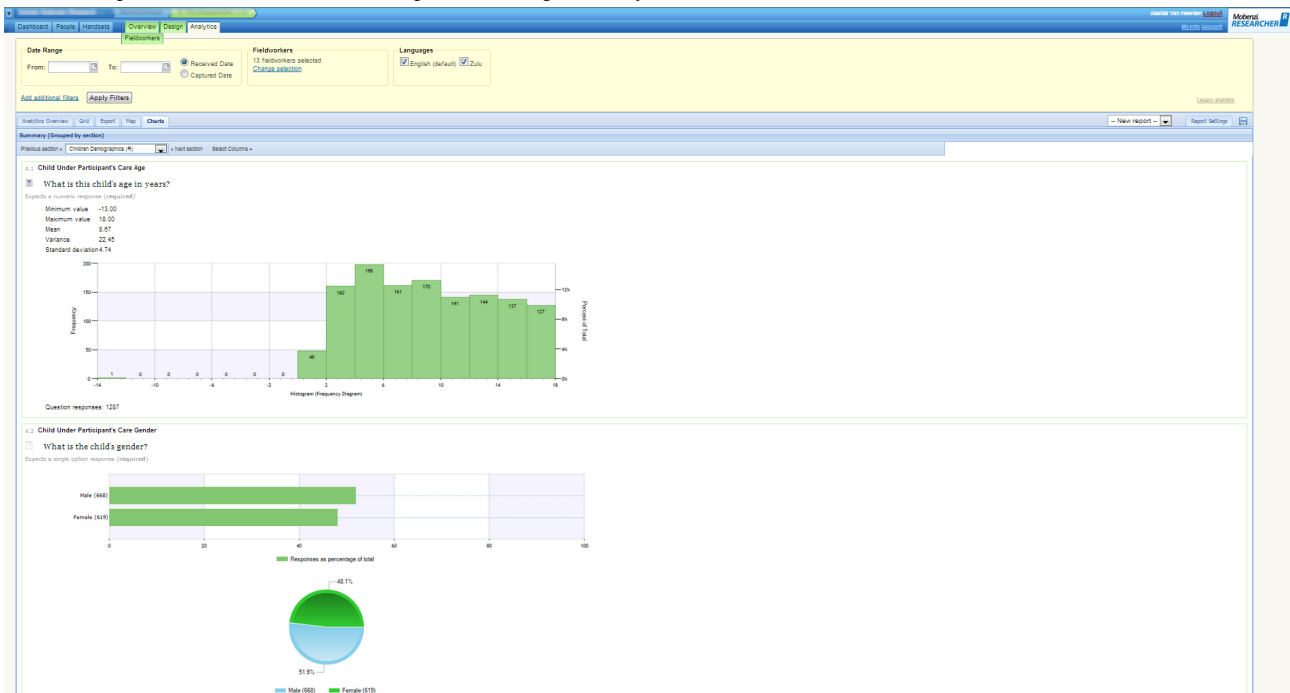 Alastair Van Heerden Logout
Dashboard People Handsets Overview Design Analytics
My Info Account
Mobenzi
RESEARCHER
R
Fieldworkers
Date Range
From: To:
Received Date
Captured Date
Fieldworkers
13 fieldworkers selected
Change selection
Languages
English (default) Zulu
Add additional filters Apply Filters
Legacy analytics
Analytics Overview Grid Export Map Charts
-- New report -- Report Settings
Summary (Grouped by section)
Previous section « Children Demographics (R) » Next section Select Columns
4.1 Child Under Participant's Care Age
What is this child's age in years?
Expects a numeric response (required)
Minimum value -13.00
Maximum value 18.00
Mean 8.67
Variance 22.45
Standard deviation 4.74
200
150
100
50
0
Frequency
1 0 0 0 0 0 0 48 160 198 161 170 141 144 137 127
12%
8%
4%
0%
Percent of Total
-14 -10 -6 -2 2 6 10 14 18
Histogram (Frequency Diagram)
Question responses: 1287
4.2 Child Under Participant's Care Gender
What is the child's gender?
Expects a single option response (required)
Male (668)
Female (619)
0 20 40 60 80 100
Responses as percentage of total
48.1%
51.9%
Male (668) Female (619)